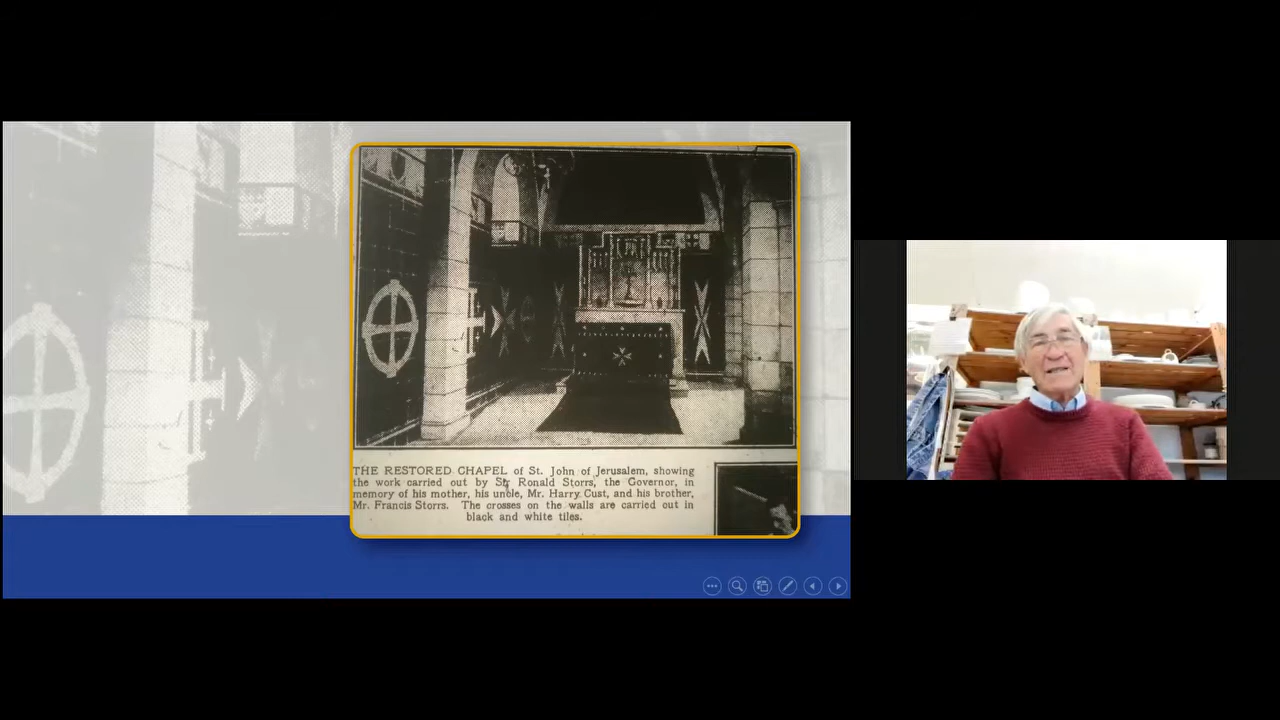 THE RESTORED CHAPEL of St. John of Jerusalem, showing
the work carried out by Sir Ronald Storrs, the Governor, in
memory of his mother, his uncle, Mr. Harry Cust, and his brother,
Mr. Francis Storrs. The crosses on the walls are carried out in
black and white tiles.